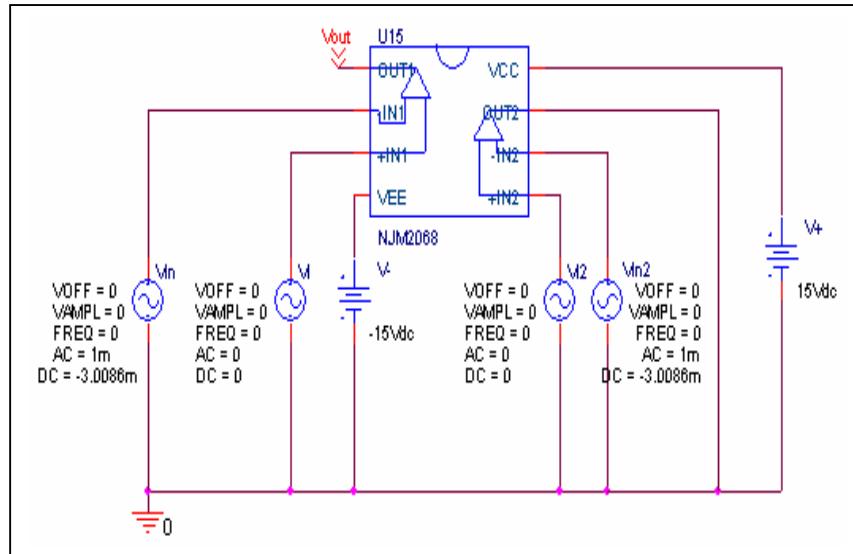 Vout
U15
OUT1
VCC
-IN1
OUT2
+IN1
-IN2
VEE
+IN2
NJM2068
Vin
VOFF = 0
VAMPL = 0
FREQ = 0
AC = 1m
DC = -3.0086m
VI
VOFF = 0
VAMPL = 0
FREQ = 0
AC = 0
DC = 0
V-
-15Vdc
VI2
VOFF = 0
VAMPL = 0
FREQ = 0
AC = 0
DC = 0
Vin2
VOFF = 0
VAMPL = 0
FREQ = 0
AC = 1m
DC = -3.0086m
V+
15Vdc
0